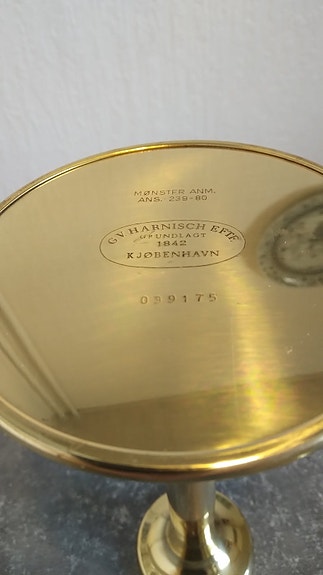 MØNSTER ANM.
ANS. 239-80
G.V. HARNISCH EFTF
GRUNDLAGT
1842
KJØBENHAVN
039175